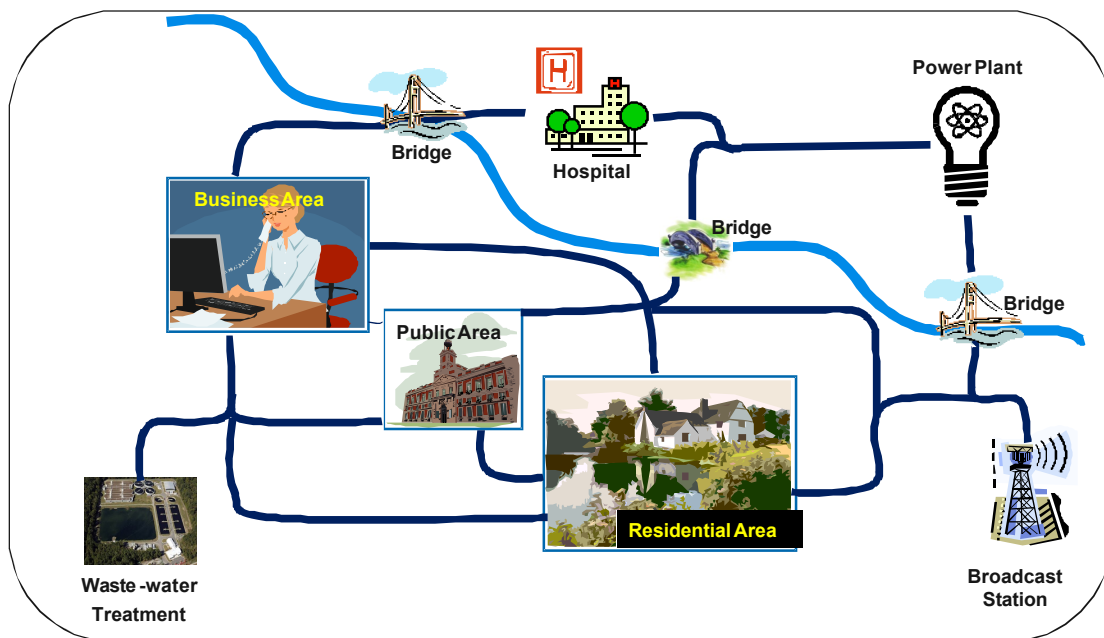 H
H
Power Plant
Bridge
Hospital
Business Area
Bridge
Bridge
Public Area
Residential Area
Waste -water
Treatment
Broadcast
Station